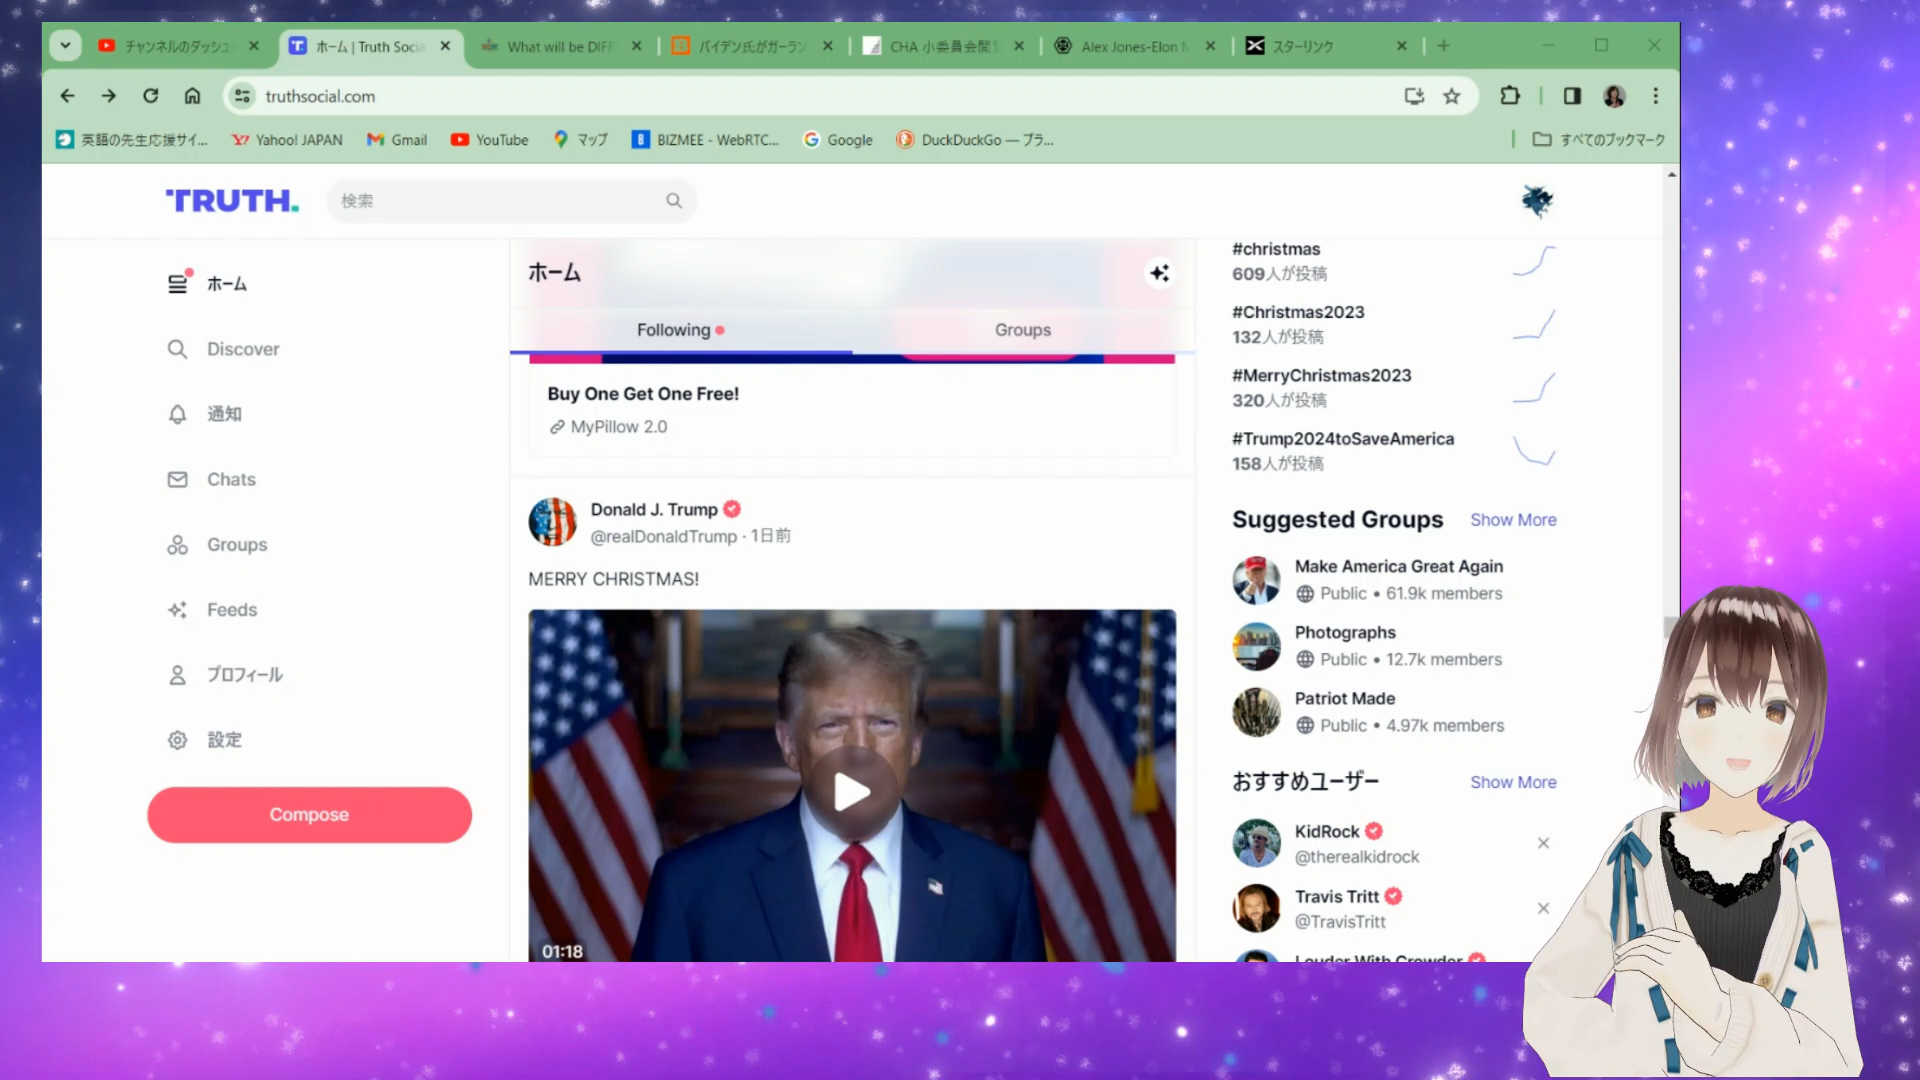 チャンネルのダッシュ
ホーム | Truth Socia
What will be DIFF
バイデン氏がガーラン
CHA 小委員会聞
Alex Jones-Elon
スターリンク
truthsocial.com
英語の先生応援サイ...
Yahoo! JAPAN
Gmail
YouTube
マップ
BIZMEE - WebRTC...
Google
DuckDuckGo — プラ...
すべてのブックマーク
TRUTH.
検索
ホーム
Discover
通知
Chats
Groups
Feeds
プロフィール
設定
Compose
ホーム
Following
Groups
Buy One Get One Free!
MyPillow 2.0
Donald J. Trump
@realDonaldTrump · 1日前
MERRY CHRISTMAS!
01:18
#christmas
609人が投稿
#Christmas2023
132人が投稿
#MerryChristmas2023
320人が投稿
#Trump2024toSaveAmerica
158人が投稿
Suggested Groups
Show More
Make America Great Again
Public • 61.9k members
Photographs
Public • 12.7k members
Patriot Made
Public • 4.97k members
おすすめユーザー
Show More
KidRock
@therealkidrock
Travis Tritt
@TravisTritt
Louder With Crowder